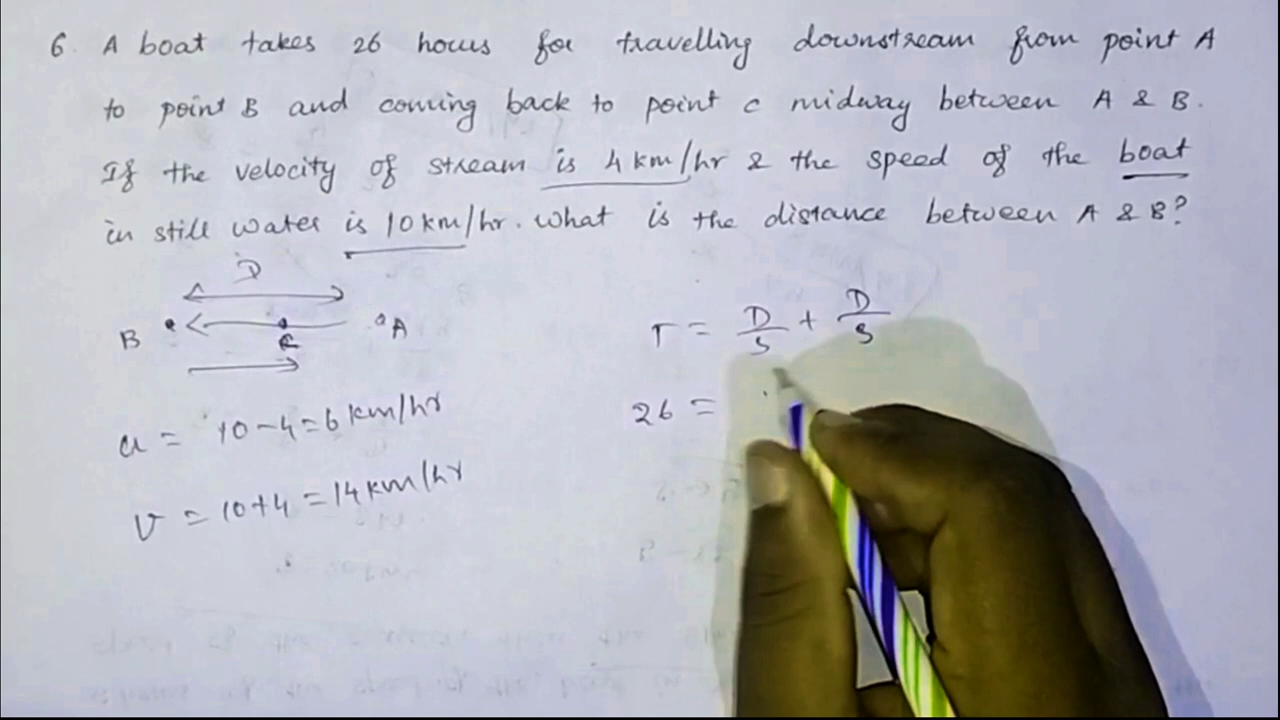 6. A boat takes 26 hours for travelling downstream from point A
to point B and coming back to point c midway between A & B.
If the velocity of stream is 4 km/hr & the speed of the boat
in still water is 10 km/hr. what is the distance between A & B?
D
B A
C
T = D/S + D/S
u = 10-4=6 km/hr
26 =
v = 10+4 = 14 km/hr